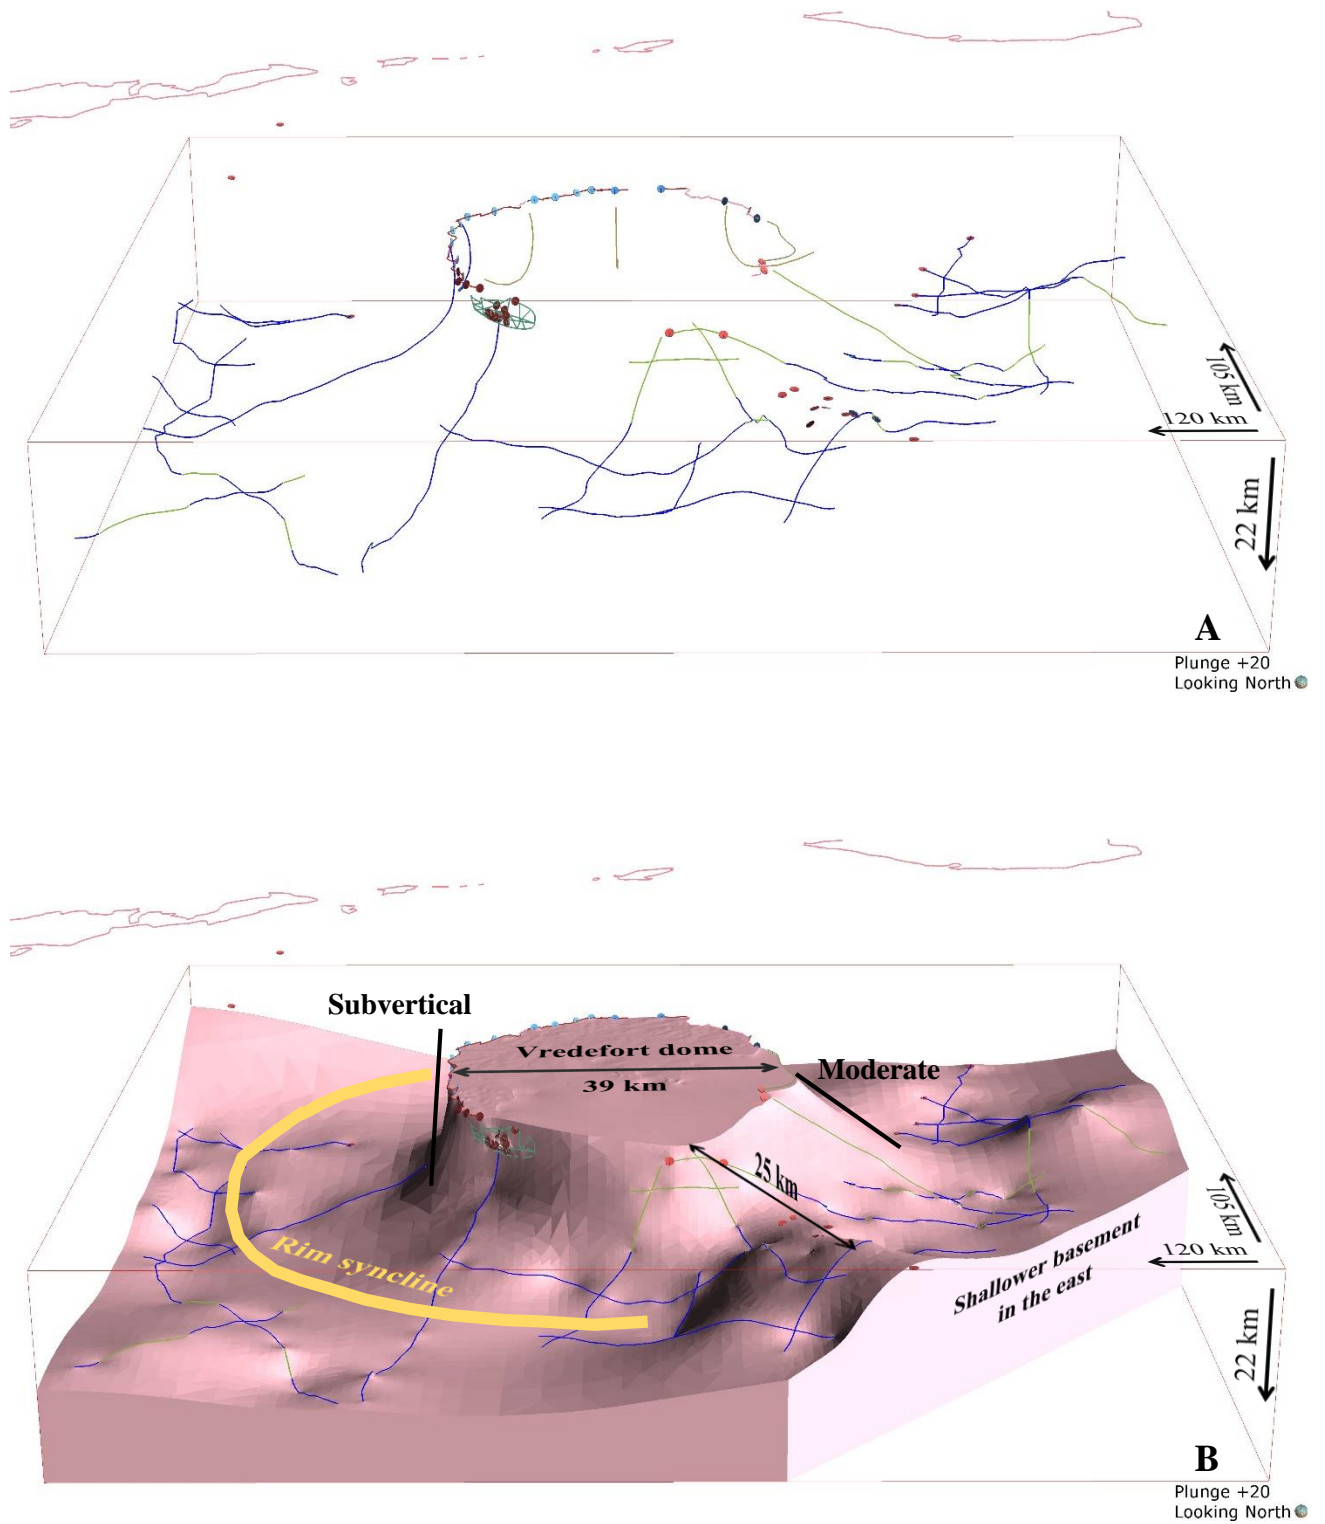 105 km
120 km
22 km
A
Plunge +20
Looking North
Subvertical
Vredefort dome
39 km
Moderate
25 km
Rim syncline
105 km
120 km
Shallower basement
in the east
22 km
B
Plunge +20
Looking North